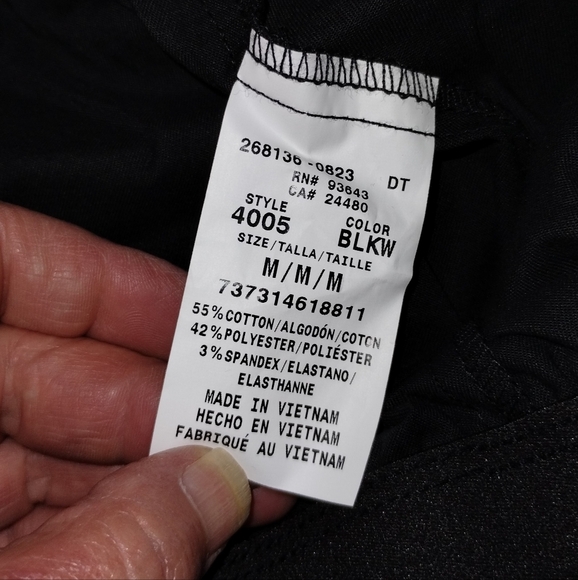 268136-0823 DT
RN# 93643
CA# 24480
STYLE COLOR
4005 BLKW
SIZE/TALLA/TAILLE
M/M/M
737314618811
55%COTTON/ALGODÓN/COTCN
42%POLYESTER/POLIÉSTER
3%SPANDEX/ELASTANO/
ELASTHANNE
MADE IN VIETNAM
HECHO EN VIETNAM
FABRIQUÉ AU VIETNAM